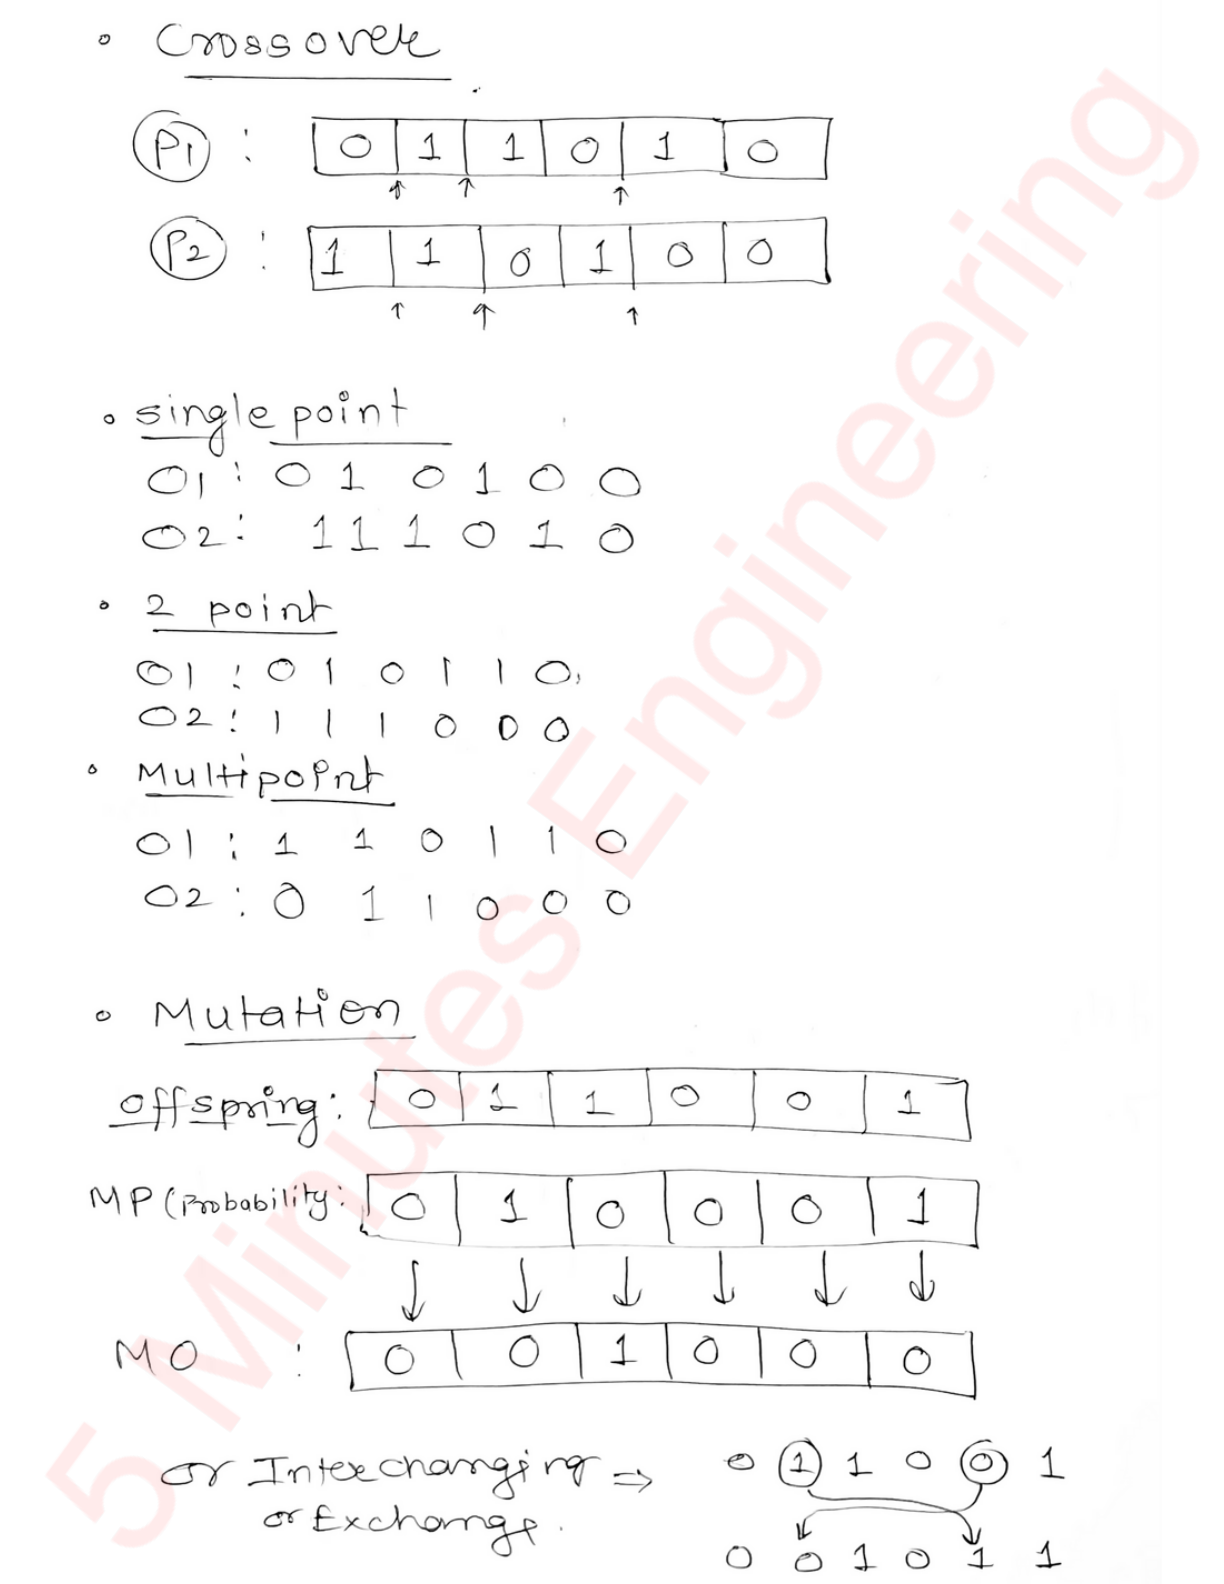 • Crossover
P1 : 0 1 1 0 1 0
↑ ↑ ↑
P2 : 1 1 0 1 0 0
↑ ↑ ↑
• single point
O1 : 0 1 0 1 0 0
O2 : 1 1 1 0 1 0
• 2 point
O1 : 0 1 0 1 1 0
O2 : 1 1 1 0 0 0
• Multipoint
O1 : 1 1 0 1 1 0
O2 : 0 1 1 0 0 0
• Mutation
offspring : 0 1 1 0 0 1
MP (Probability : 0 1 0 0 0 1
↓ ↓ ↓ ↓ ↓ ↓
MO : 0 0 1 0 0 0
or Interchanging ⇒ 0 1 1 0 0 1
or Exchange.
0 0 1 0 1 1
5 Minutes Engineering